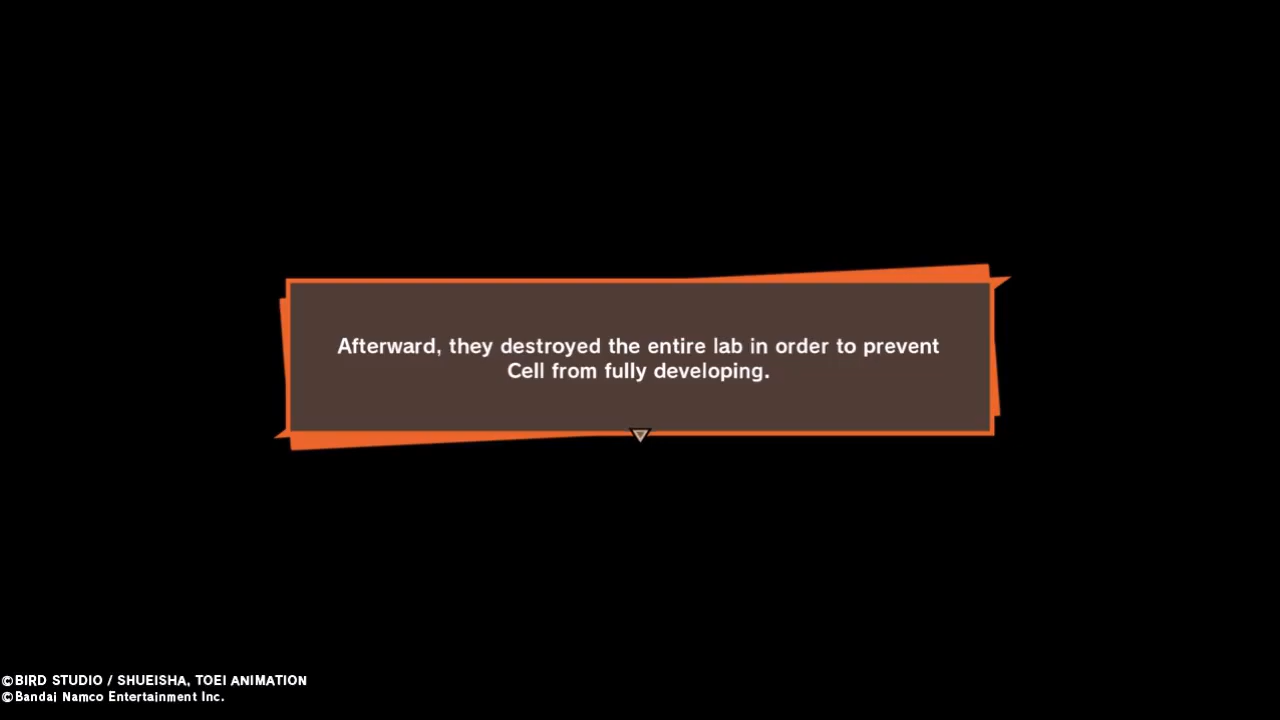 Afterward, they destroyed the entire lab in order to prevent
Cell from fully developing.
©BIRD STUDIO / SHUEISHA, TOEI ANIMATION
©Bandai Namco Entertainment Inc.